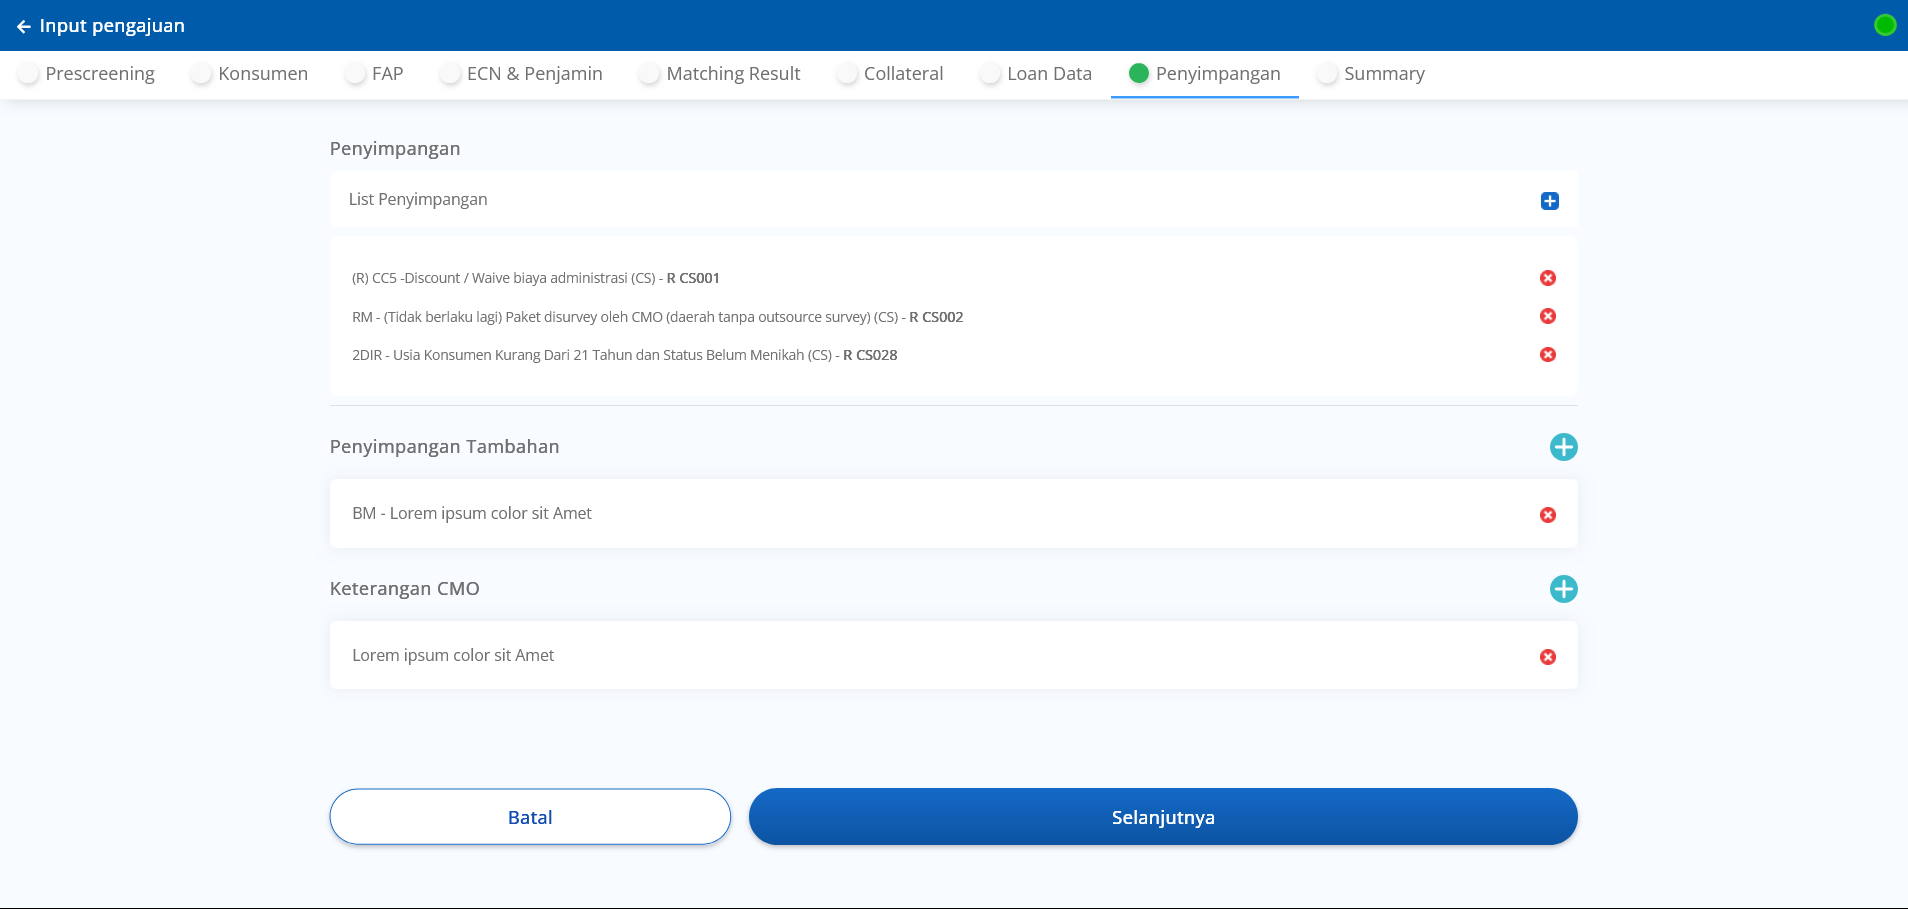 Input pengajuan
Prescreening
Konsumen
FAP
ECN & Penjamin
Matching Result
Collateral
Loan Data
Penyimpangan
Summary
Penyimpangan
List Penyimpangan
(R) CC5 -Discount / Waive biaya administrasi (CS) - R CS001
RM - (Tidak berlaku lagi) Paket disurvey oleh CMO (daerah tanpa outsource survey) (CS) - R CS002
2DIR - Usia Konsumen Kurang Dari 21 Tahun dan Status Belum Menikah (CS) - R CS028
Penyimpangan Tambahan
BM - Lorem ipsum color sit Amet
Keterangan CMO
Lorem ipsum color sit Amet
Batal
Selanjutnya